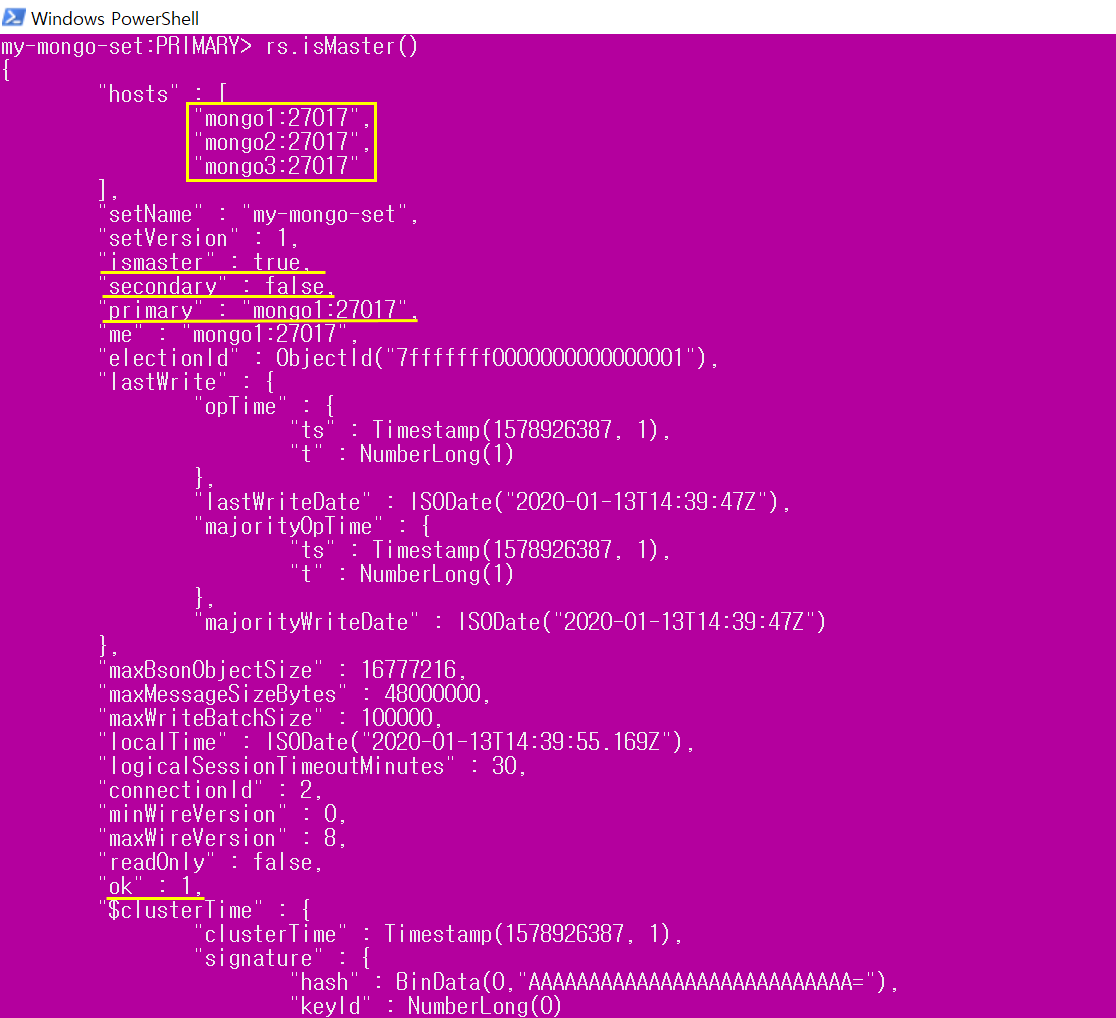 Windows PowerShell
my-mongo-set:PRIMARY> rs.isMaster()
{
"hosts" : [
"mongo1:27017",
"mongo2:27017",
"mongo3:27017"
],
"setName" : "my-mongo-set",
"setVersion" : 1,
"ismaster" : true,
"secondary" : false,
"primary" : "mongo1:27017",
"me" : "mongo1:27017",
"electionId" : ObjectId("7fffffff0000000000000001"),
"lastWrite" : {
"opTime" : {
"ts" : Timestamp(1578926387, 1),
"t" : NumberLong(1)
},
"lastWriteDate" : ISODate("2020-01-13T14:39:47Z"),
"majorityOpTime" : {
"ts" : Timestamp(1578926387, 1),
"t" : NumberLong(1)
},
"majorityWriteDate" : ISODate("2020-01-13T14:39:47Z")
},
"maxBsonObjectSize" : 16777216,
"maxMessageSizeBytes" : 48000000,
"maxWriteBatchSize" : 100000,
"localTime" : ISODate("2020-01-13T14:39:55.169Z"),
"logicalSessionTimeoutMinutes" : 30,
"connectionId" : 2,
"minWireVersion" : 0,
"maxWireVersion" : 8,
"readOnly" : false,
"ok" : 1,
"$clusterTime" : {
"clusterTime" : Timestamp(1578926387, 1),
"signature" : {
"hash" : BinData(0,"AAAAAAAAAAAAAAAAAAAAAAAAAAA="),
"keyId" : NumberLong(0)